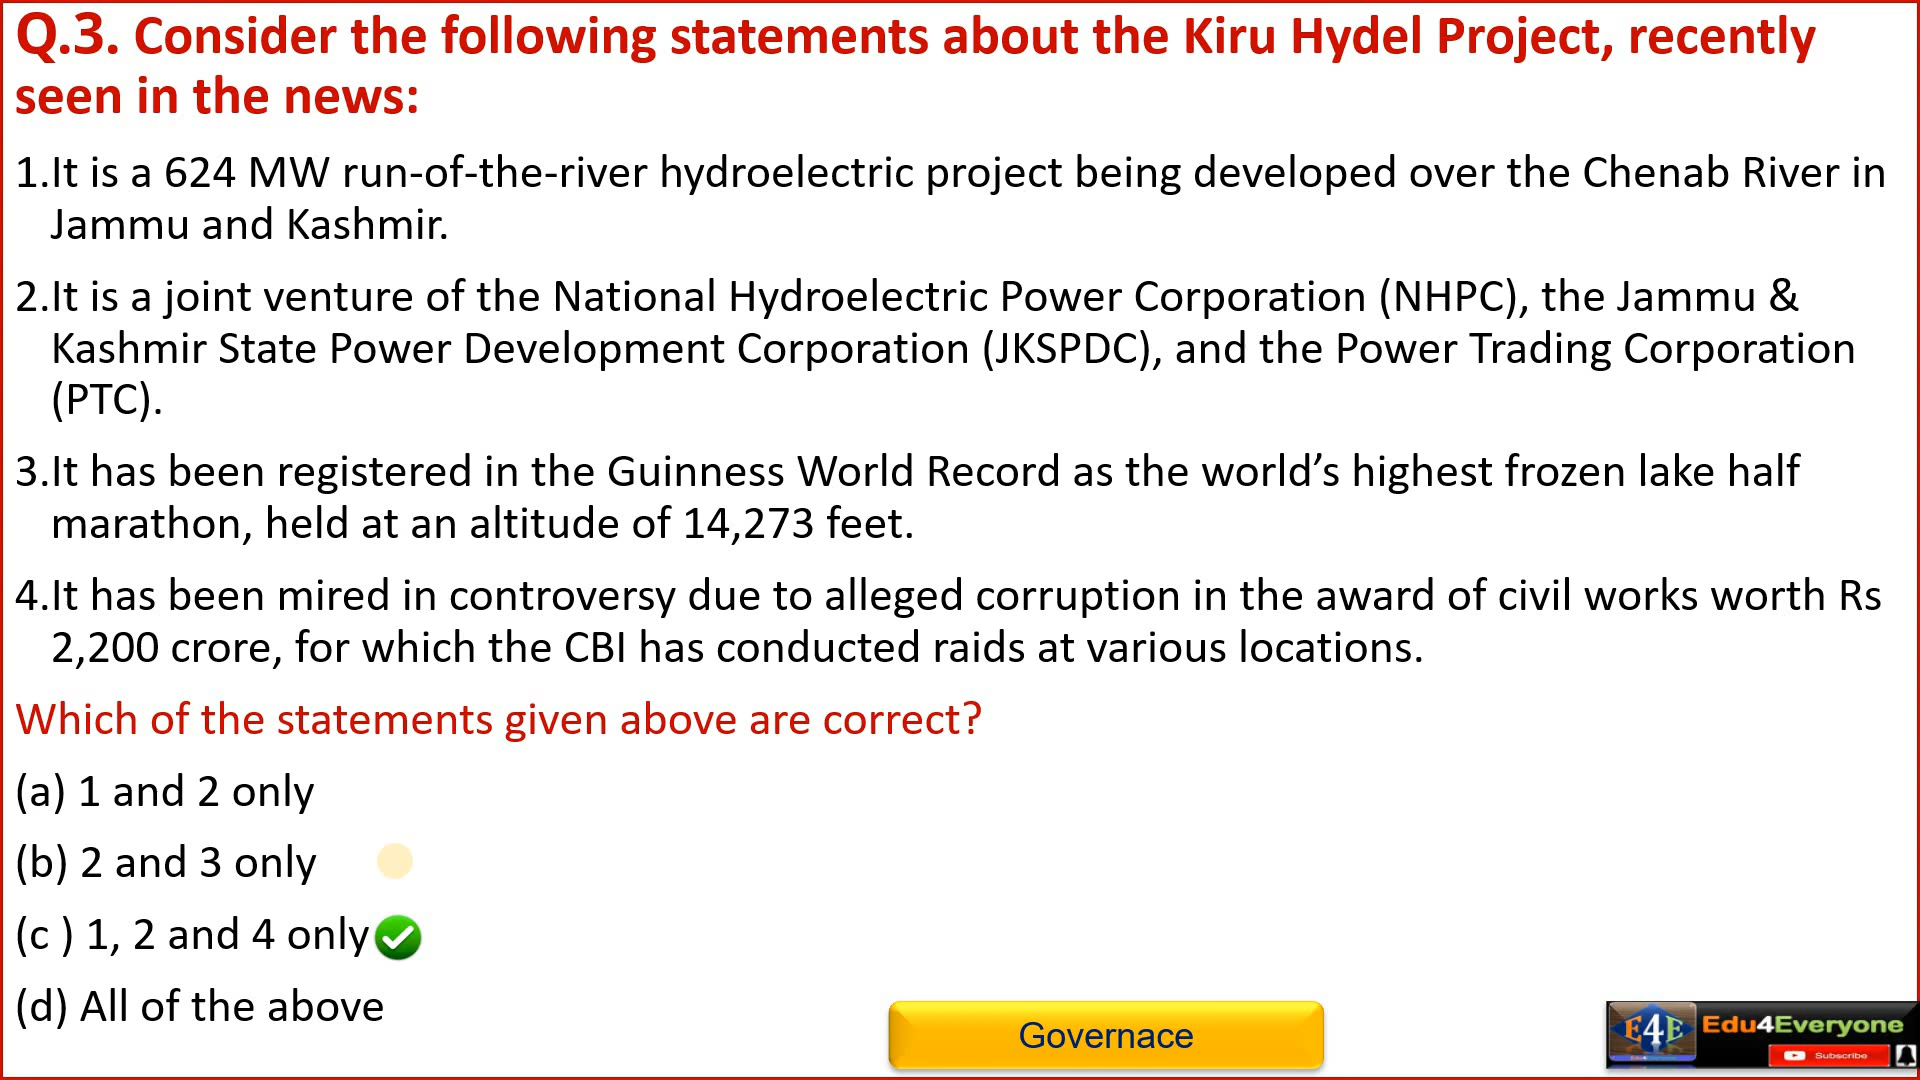 Q.3. Consider the following statements about the Kiru Hydel Project, recently
seen in the news:
1.It is a 624 MW run-of-the-river hydroelectric project being developed over the Chenab River in
Jammu and Kashmir.
2.It is a joint venture of the National Hydroelectric Power Corporation (NHPC), the Jammu &
Kashmir State Power Development Corporation (JKSPDC), and the Power Trading Corporation
(PTC).
3.It has been registered in the Guinness World Record as the world’s highest frozen lake half
marathon, held at an altitude of 14,273 feet.
4.It has been mired in controversy due to alleged corruption in the award of civil works worth Rs
2,200 crore, for which the CBI has conducted raids at various locations.
Which of the statements given above are correct?
(a) 1 and 2 only
(b) 2 and 3 only
(c ) 1, 2 and 4 only
(d) All of the above
Governace
E4E Edu4Everyone
E4E Subscribe